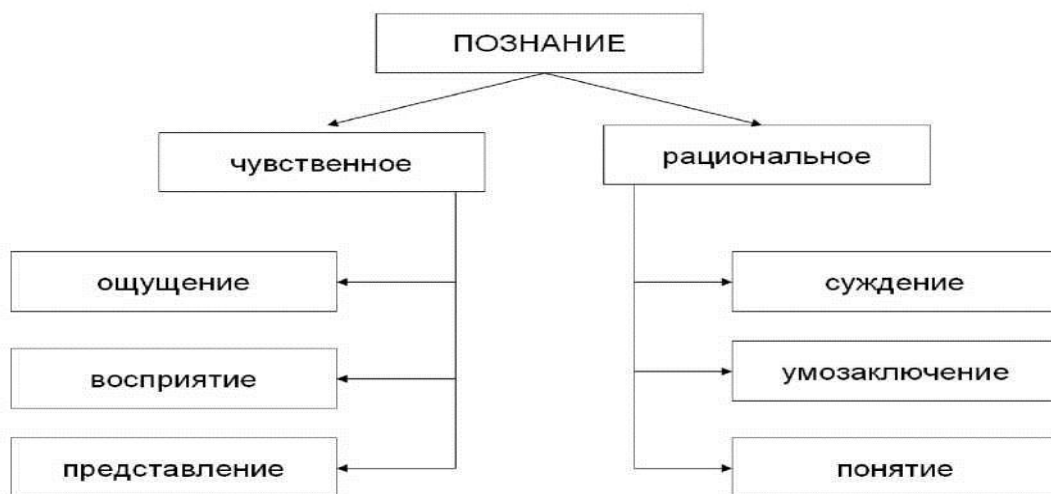 ПОЗНАНИЕ
чувственное
рациональное
ощущение
суждение
восприятие
умозаключение
представление
понятие